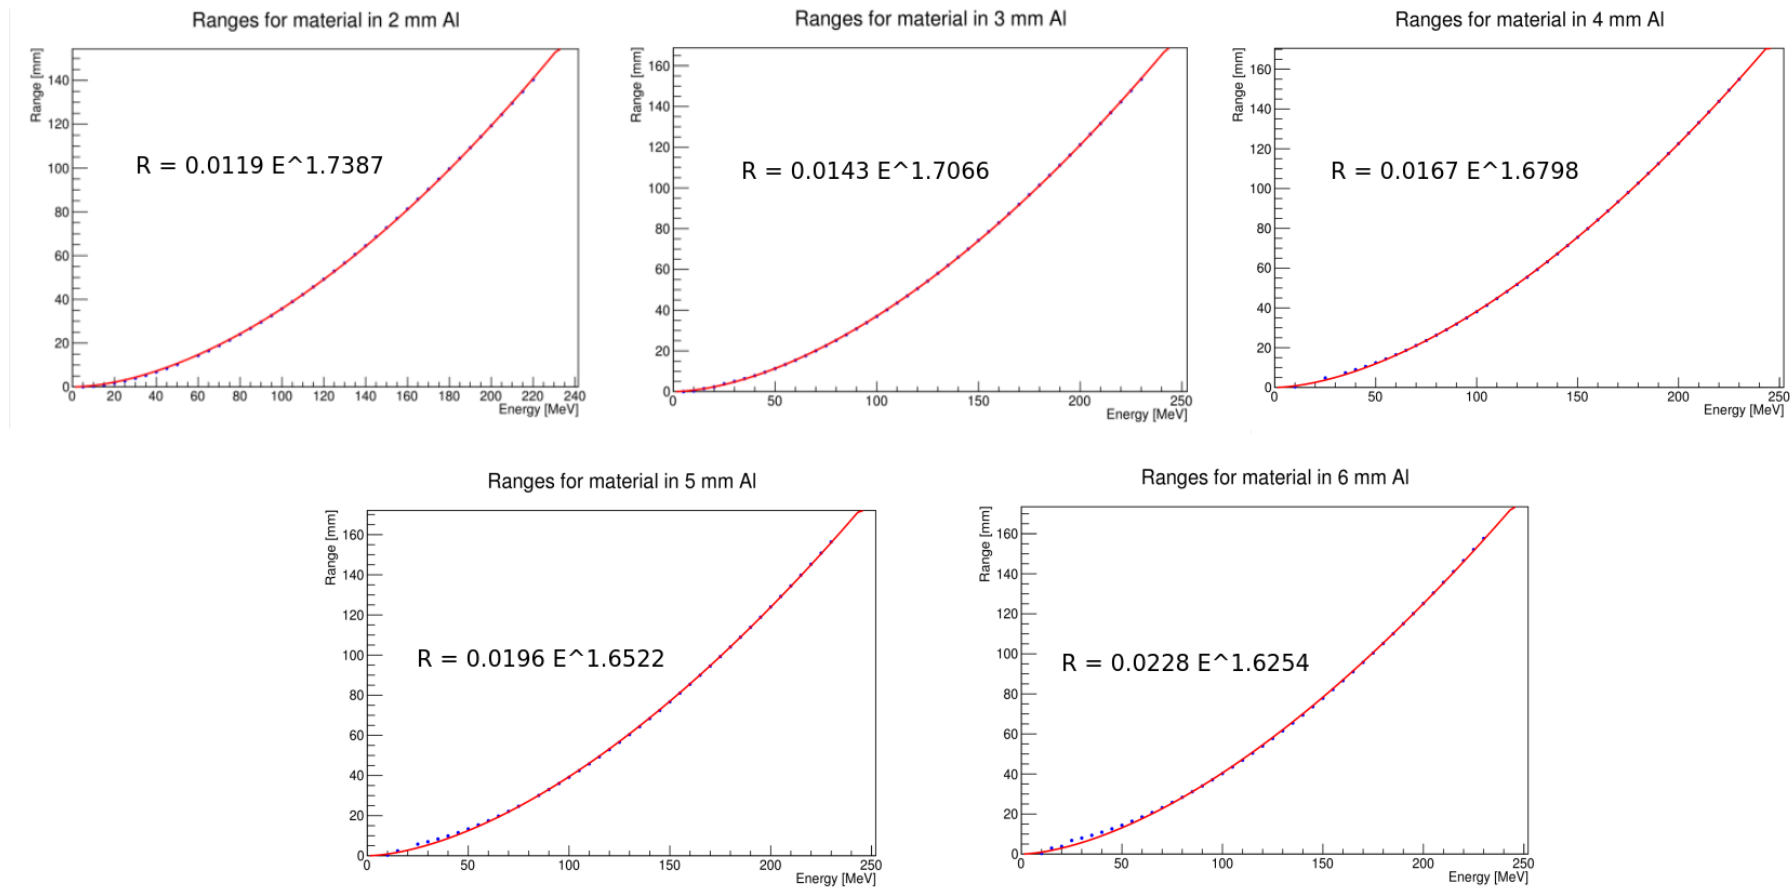 Ranges for material in 2 mm Al
Range [mm]
140
120
100
80
60
40
20
0
R = 0.0119 E^1.7387
0 20 40 60 80 100 120 140 160 180 200 220 240
Energy [MeV]
Ranges for material in 3 mm Al
Range [mm]
160
140
120
100
80
60
40
20
0
R = 0.0143 E^1.7066
0 50 100 150 200 250
Energy [MeV]
Ranges for material in 4 mm Al
Range [mm]
160
140
120
100
80
60
40
20
0
R = 0.0167 E^1.6798
0 50 100 150 200 250
Energy [MeV]
Ranges for material in 5 mm Al
Range [mm]
160
140
120
100
80
60
40
20
0
R = 0.0196 E^1.6522
0 50 100 150 200 250
Energy [MeV]
Ranges for material in 6 mm Al
Range [mm]
160
140
120
100
80
60
40
20
0
R = 0.0228 E^1.6254
0 50 100 150 200 250
Energy [MeV]